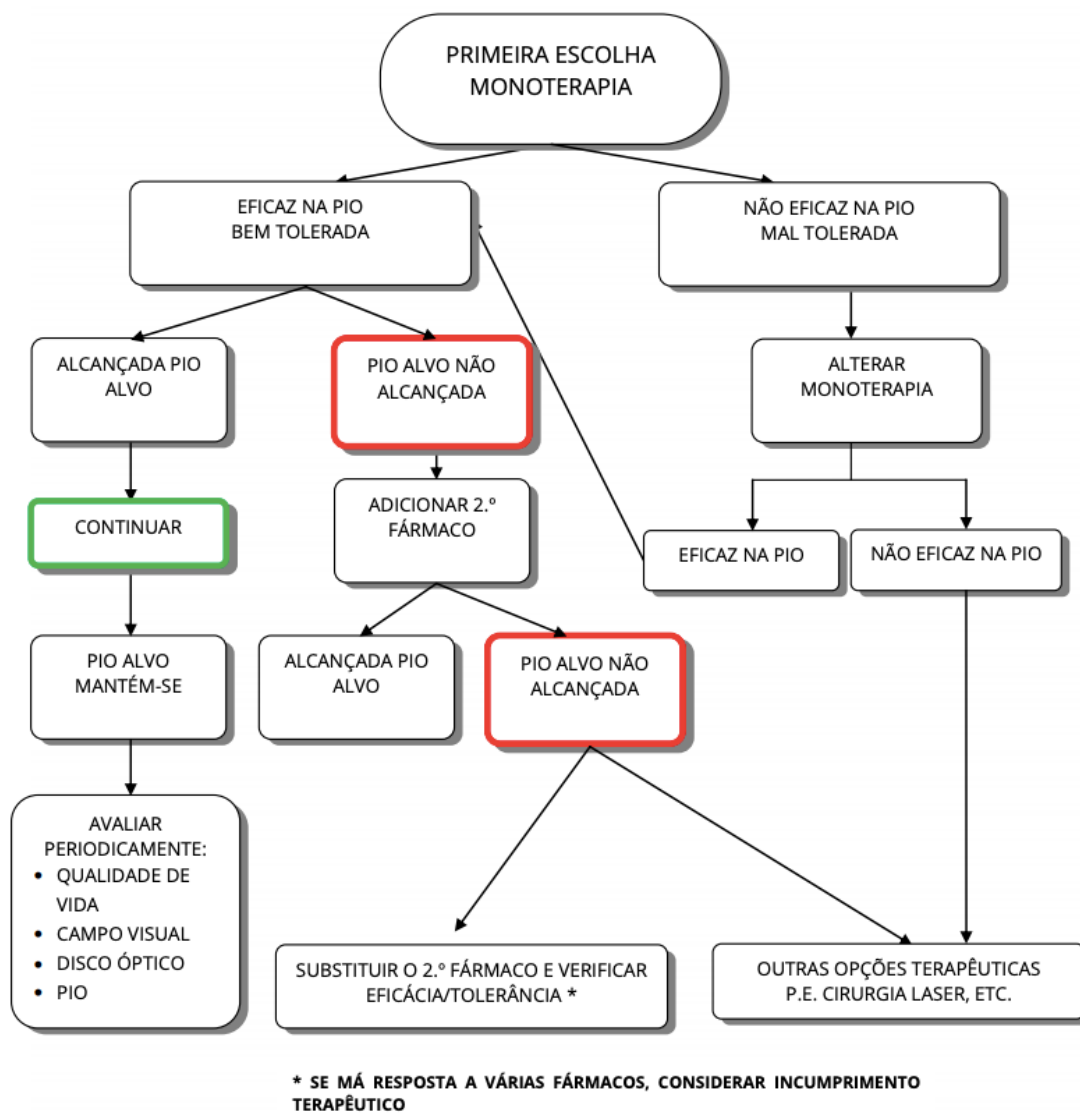 PRIMEIRA ESCOLHA
MONOTERAPIA
EFICAZ NA PIO
BEM TOLERADA
NÃO EFICAZ NA PIO
MAL TOLERADA
ALCANÇADA PIO
ALVO
PIO ALVO NÃO
ALCANÇADA
ALTERAR
MONOTERAPIA
CONTINUAR
ADICIONAR 2.º
FÁRMACO
EFICAZ NA PIO
NÃO EFICAZ NA PIO
PIO ALVO
MANTÉM-SE
ALCANÇADA PIO
ALVO
PIO ALVO NÃO
ALCANÇADA
AVALIAR
PERIODICAMENTE:
• QUALIDADE DE
VIDA
• CAMPO VISUAL
• DISCO ÓPTICO
• PIO
SUBSTITUIR O 2.º FÁRMACO E VERIFICAR
EFICÁCIA/TOLERÂNCIA *
OUTRAS OPÇÕES TERAPÊUTICAS
P.E. CIRURGIA LASER, ETC.
* SE MÁ RESPOSTA A VÁRIAS FÁRMACOS, CONSIDERAR INCUMPRIMENTO
TERAPÊUTICO